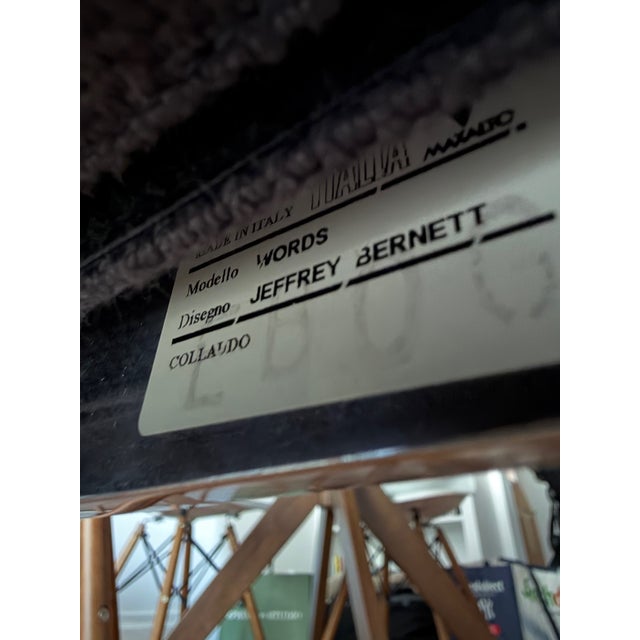 ITALIA MAXALTO
MADE IN ITALY
Modello WORDS
Disegno JEFFREY BERNETT
COLLAUDO